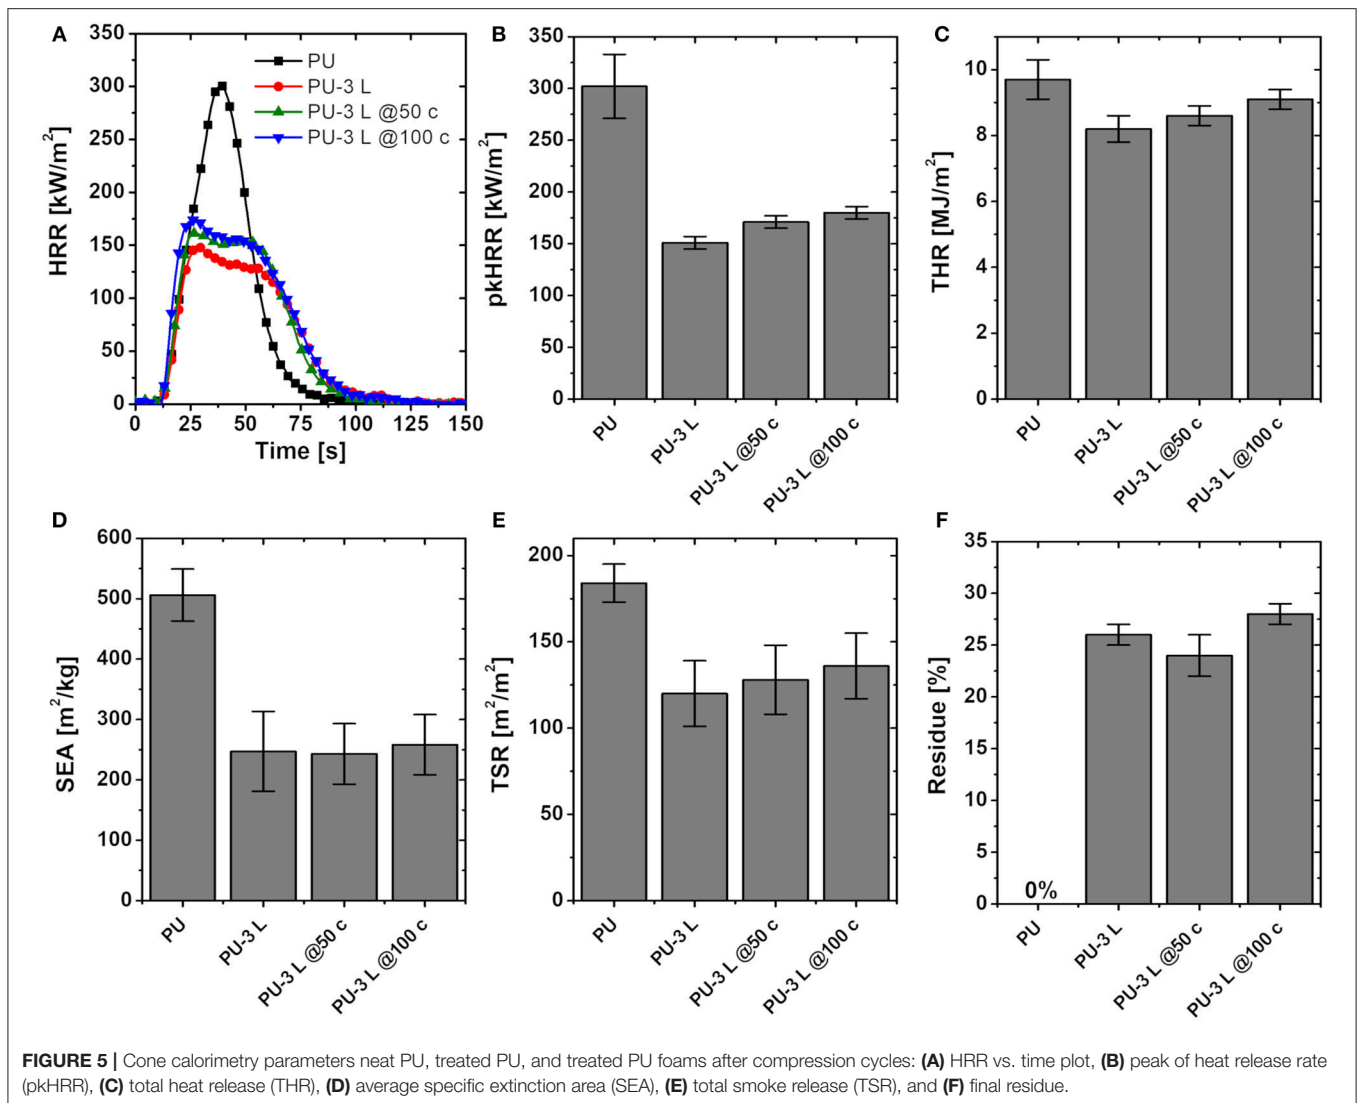 A
HRR [kW/m²]
350
300
250
200
150
100
50
0
PU
PU-3 L
PU-3 L @50 c
PU-3 L @100 c
0 25 50 75 100 125 150
Time [s]
B
pkHRR [kW/m²]
350
300
250
200
150
100
50
0
PU
PU-3 L
PU-3 L @50 c
PU-3 L @100 c
C
THR [MJ/m²]
10
8
6
4
2
0
PU
PU-3 L
PU-3 L @50 c
PU-3 L @100 c
D
SEA [m²/kg]
600
500
400
300
200
100
0
PU
PU-3 L
PU-3 L @50 c
PU-3 L @100 c
E
TSR [m²/m²]
200
150
100
50
0
PU
PU-3 L
PU-3 L @50 c
PU-3 L @100 c
F
Residue [%]
35
30
25
20
15
10
5
0
0%
PU
PU-3 L
PU-3 L @50 c
PU-3 L @100 c
FIGURE 5 | Cone calorimetry parameters neat PU, treated PU, and treated PU foams after compression cycles: (A) HRR vs. time plot, (B) peak of heat release rate
(pkHRR), (C) total heat release (THR), (D) average specific extinction area (SEA), (E) total smoke release (TSR), and (F) final residue.